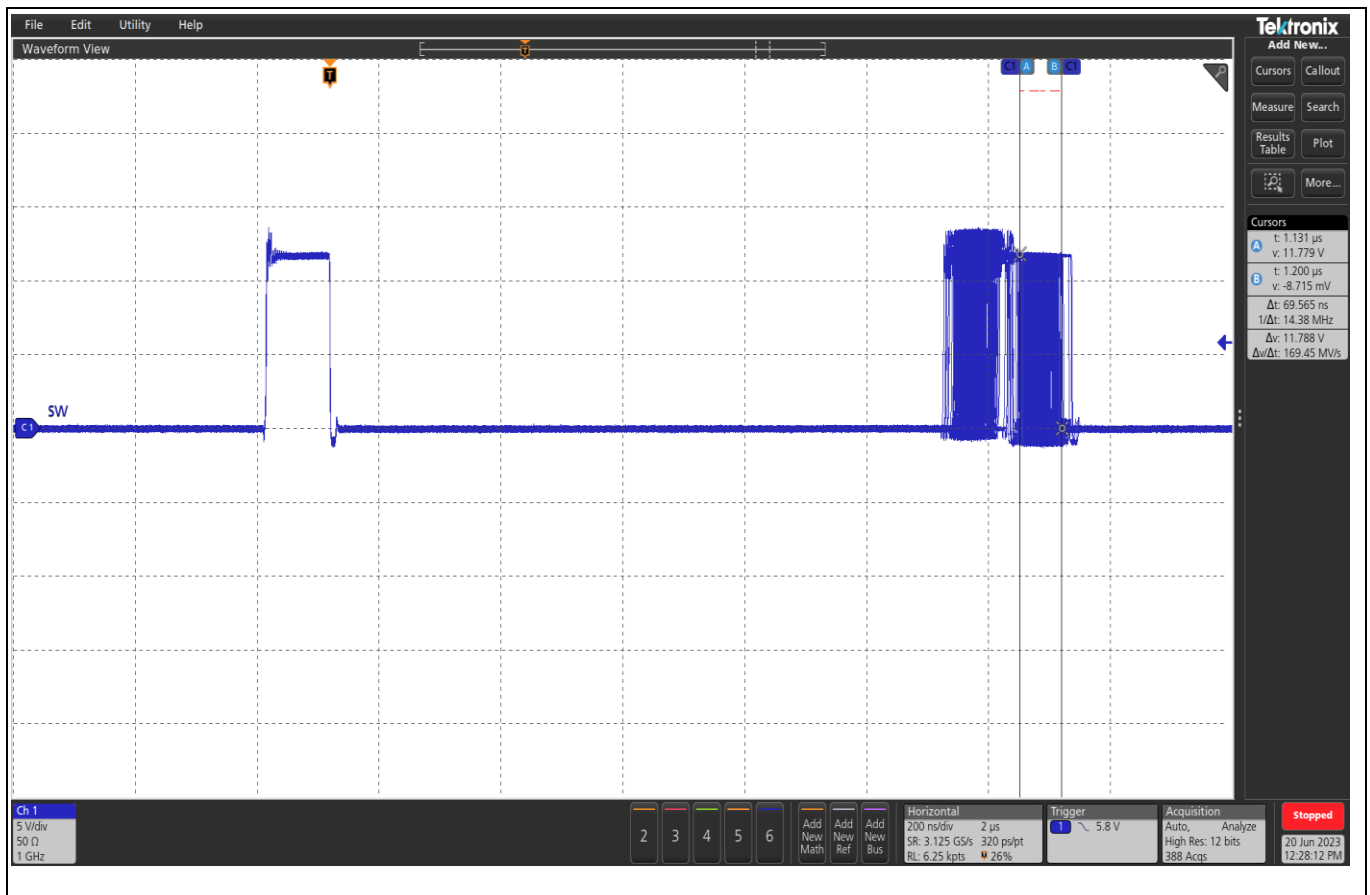 File Edit Utility Help
Tektronix
Waveform View
Add New...
T
T
C1 A B C1
Cursors Callout
Measure Search
Results Table Plot
More...
Cursors
A t: 1.131 µs
v: 11.779 V
B t: 1.200 µs
v: -8.715 mV
Δt: 69.565 ns
1/Δt: 14.38 MHz
Δv: 11.788 V
Δv/Δt: 169.45 MV/s
SW
C1
Ch 1
5 V/div
50 Ω
1 GHz
2 3 4 5 6
Add New Math
Add New Ref
Add New Bus
Horizontal
200 ns/div 2 µs
SR: 3.125 GS/s 320 ps/pt
RL: 6.25 kpts 26%
Trigger
1 5.8 V
Acquisition
Auto, Analyze
High Res: 12 bits
388 Acqs
Stopped
20 Jun 2023
12:28:12 PM